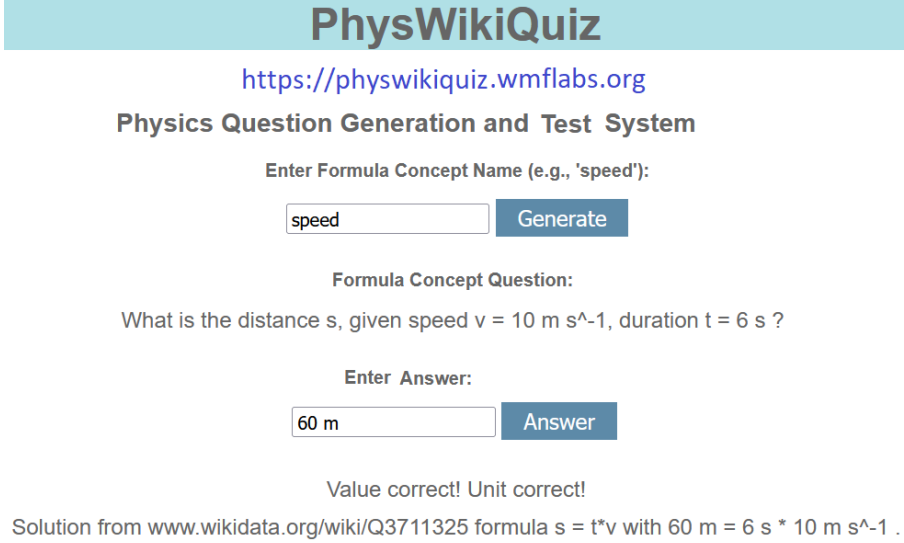 PhysWikiQuiz
https://physwikiquiz.wmflabs.org
Physics Question Generation and Test System
Enter Formula Concept Name (e.g., 'speed'):
speed Generate
Formula Concept Question:
What is the distance s, given speed v = 10 m s^-1, duration t = 6 s ?
Enter Answer:
60 m Answer
Value correct! Unit correct!
Solution from www.wikidata.org/wiki/Q3711325 formula s = t*v with 60 m = 6 s * 10 m s^-1 .